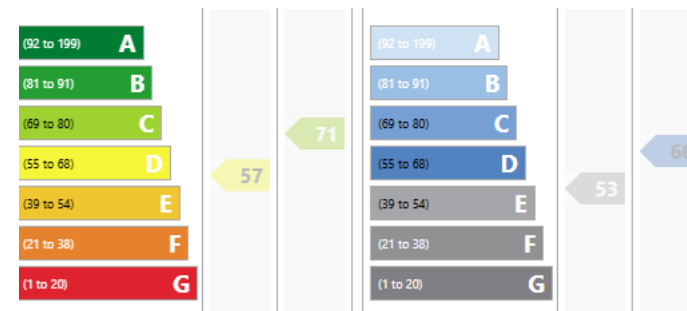 (92 to 199) A
(81 to 91) B
(69 to 80) C
(55 to 68) D
(39 to 54) E
(21 to 38) F
(1 to 20) G
57
71
(92 to 199) A
(81 to 91) B
(69 to 80) C
(55 to 68) D
(39 to 54) E
(21 to 38) F
(1 to 20) G
53
66